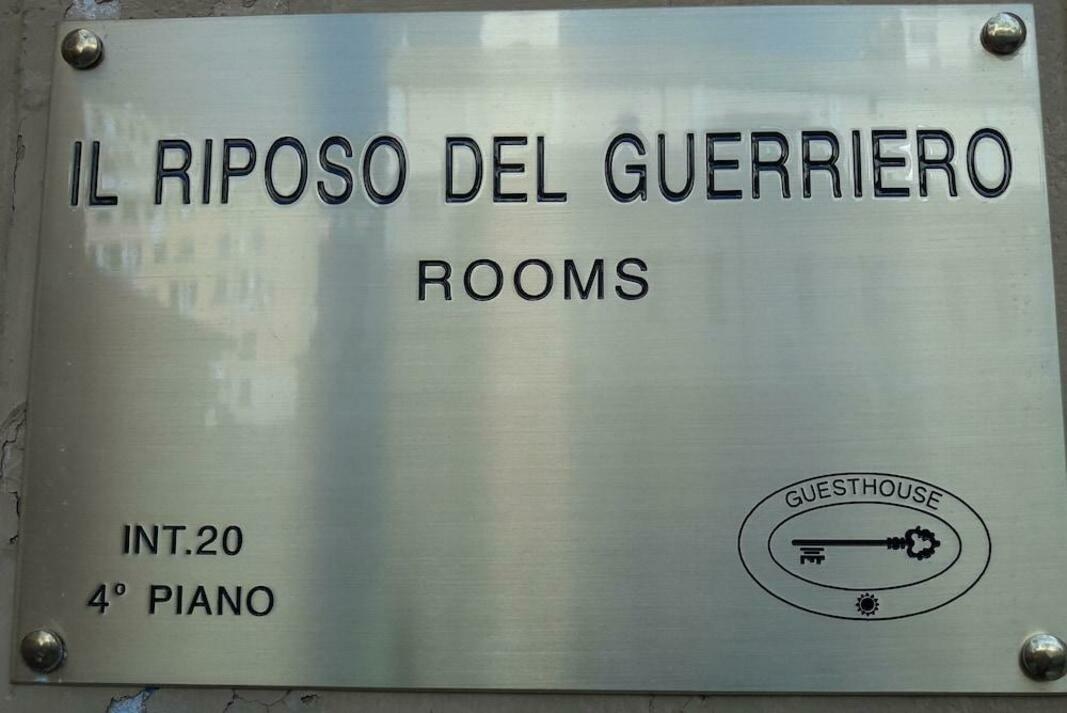 IL RIPOSO DEL GUERRIERO
ROOMS
INT.20
4° PIANO
GUESTHOUSE